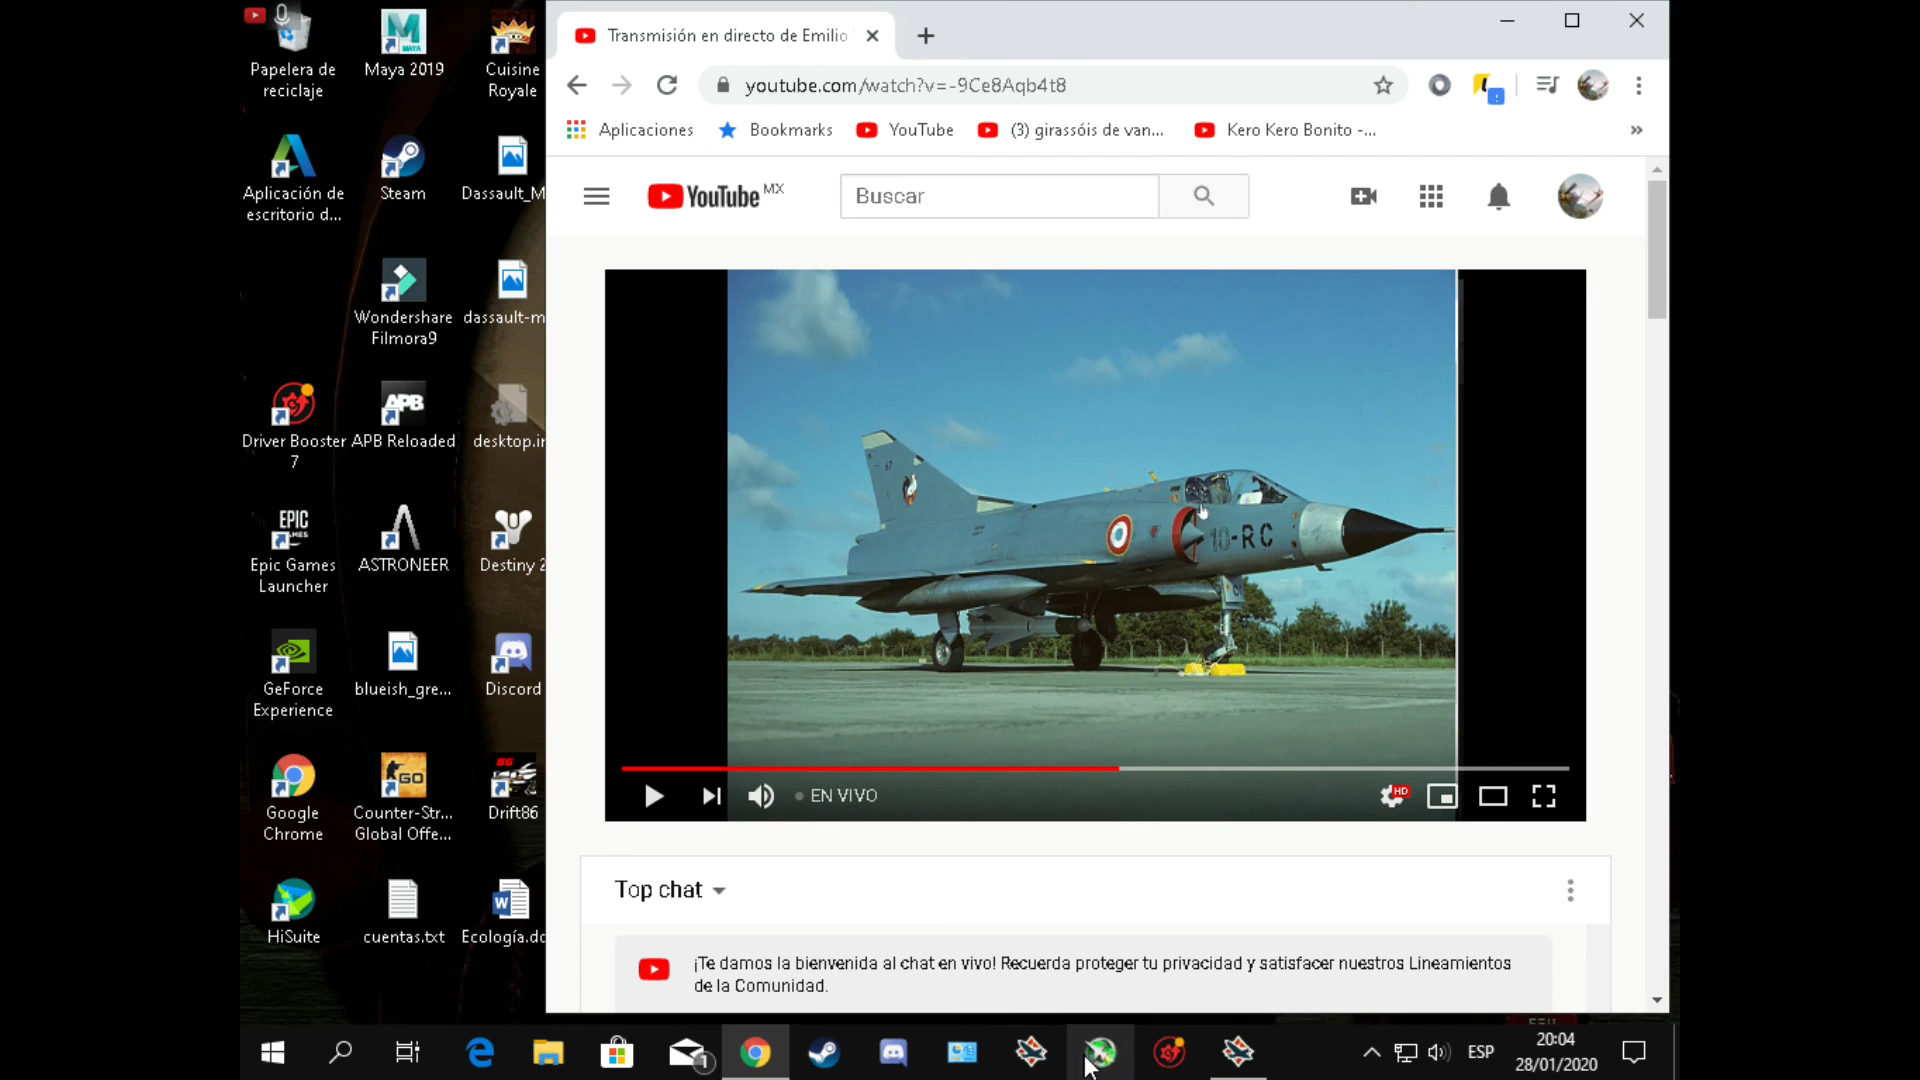 Papelera de
reciclaje
Maya 2019
Cuisine
Royale
Aplicación de
escritorio d...
Steam
Dassault_M
Wondershare
Filmora9
dassault-m
Driver Booster
7
APB Reloaded
desktop.in
Epic Games
Launcher
ASTRONEER
Destiny 2
GeForce
Experience
blueish_gre...
Discord
Google
Chrome
Counter-Str...
Global Offe...
Drift86
HiSuite
cuentas.txt
Ecología.do
Transmisión en directo de Emilio
youtube.com/watch?v=-9Ce8Aqb4t8
Aplicaciones
Bookmarks
YouTube
(3) girassóis de van...
Kero Kero Bonito -...
YouTube MX
Buscar
67
10-RC
EN VIVO
HD
Top chat
¡Te damos la bienvenida al chat en vivo! Recuerda proteger tu privacidad y satisfacer nuestros Lineamientos
de la Comunidad.
1
ESP
20:04
28/01/2020